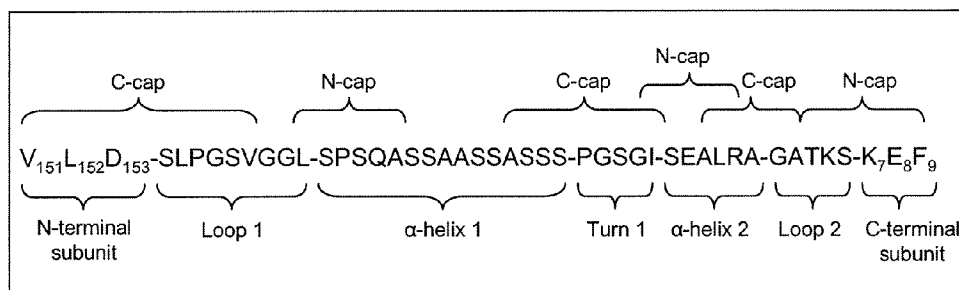 N-cap
C-cap N-cap C-cap C-cap N-cap
V151L152D153-SLPGSVGGL-SPSQASSAASSASSS-PGSGI-SEALRA-GATKS-K7E8F9
N-terminal subunit Loop 1 α-helix 1 Turn 1 α-helix 2 Loop 2 C-terminal subunit